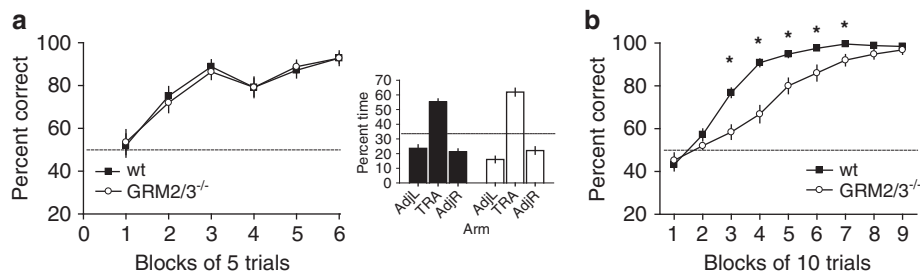 a
Percent correct
100
80
60
40
20
0 1 2 3 4 5 6
Blocks of 5 trials
wt
GRM2/3-/-
Percent time
70
60
50
40
30
20
10
0
AdjL TRA AdjR AdjL TRA AdjR
Arm
b
Percent correct
100
80
60
40
20
* * * * *
1 2 3 4 5 6 7 8 9
Blocks of 10 trials
wt
GRM2/3-/-